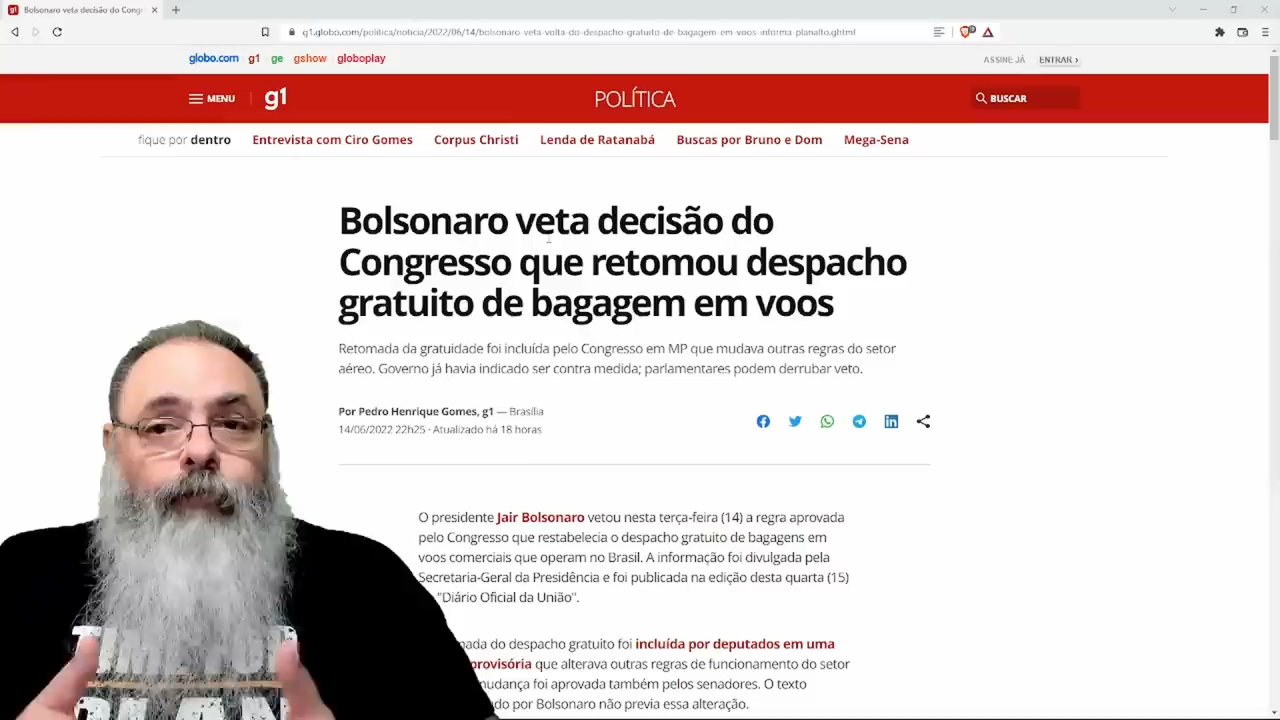 Bolsonaro veta decisão do Cong
g1.globo.com/politica/noticia/2022/06/14/bolsonaro-veta-volta-do-despacho-gratuito-de-bagagem-em-voos-informa-planalto.ghtml
globo.com g1 ge gshow globoplay
ASSINE JÁ ENTRAR ›
MENU g1 POLÍTICA BUSCAR
fique por dentro Entrevista com Ciro Gomes Corpus Christi Lenda de Ratanabá Buscas por Bruno e Dom Mega-Sena
Bolsonaro veta decisão do
Congresso que retomou despacho
gratuito de bagagem em voos
Retomada da gratuidade foi incluída pelo Congresso em MP que mudava outras regras do setor
aéreo. Governo já havia indicado ser contra medida; parlamentares podem derrubar veto.
Por Pedro Henrique Gomes, g1 — Brasília
14/06/2022 22h25 · Atualizado há 18 horas
O presidente Jair Bolsonaro vetou nesta terça-feira (14) a regra aprovada
pelo Congresso que restabelecia o despacho gratuito de bagagens em
voos comerciais que operam no Brasil. A informação foi divulgada pela
Secretaria-Geral da Presidência e foi publicada na edição desta quarta (15)
"Diário Oficial da União".
mada do despacho gratuito foi incluída por deputados em uma
provisória que alterava outras regras de funcionamento do setor
mudança foi aprovada também pelos senadores. O texto
do por Bolsonaro não previa essa alteração.